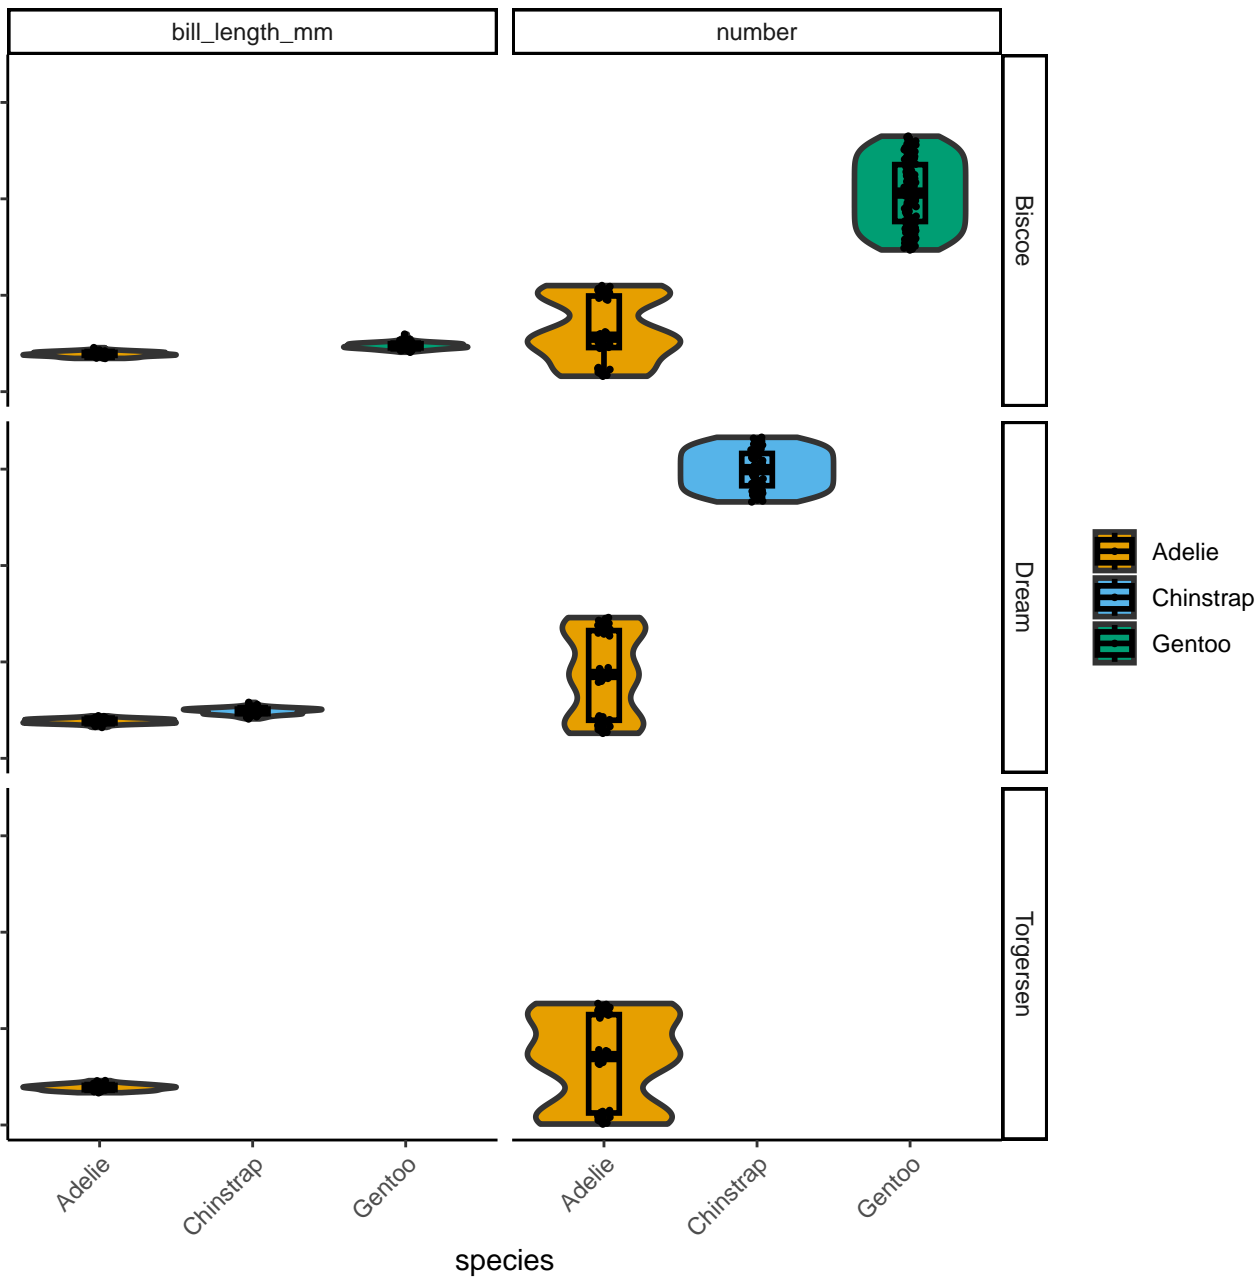 bill_length_mm
number
Biscoe
Dream
Torgersen
Adelie
Chinstrap
Gentoo
Adelie
Chinstrap
Gentoo
Adelie
Chinstrap
Gentoo
species